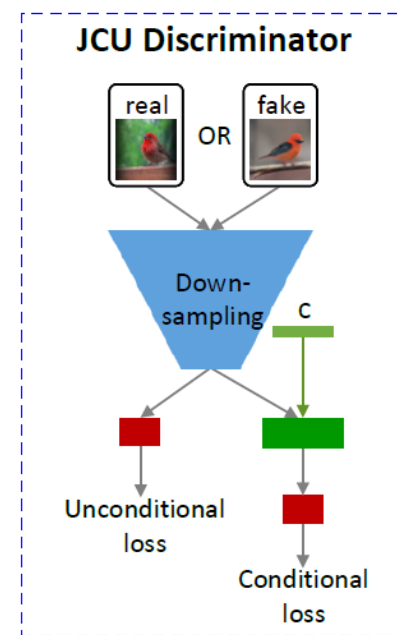 JCU Discriminator
real
OR
fake
Down-
sampling
c
Unconditional
loss
Conditional
loss